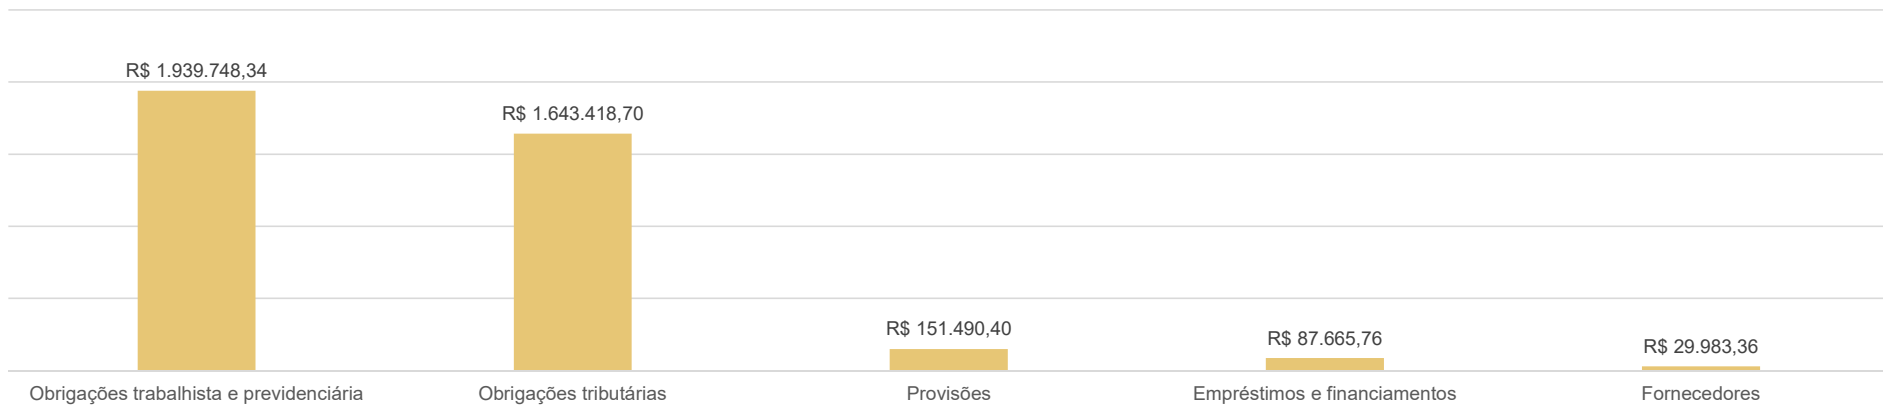 R$ 1.939.748,34
R$ 1.643.418,70
R$ 151.490,40
R$ 87.665,76
R$ 29.983,36
Obrigações trabalhista e previdenciária
Obrigações tributárias
Provisões
Empréstimos e financiamentos
Fornecedores